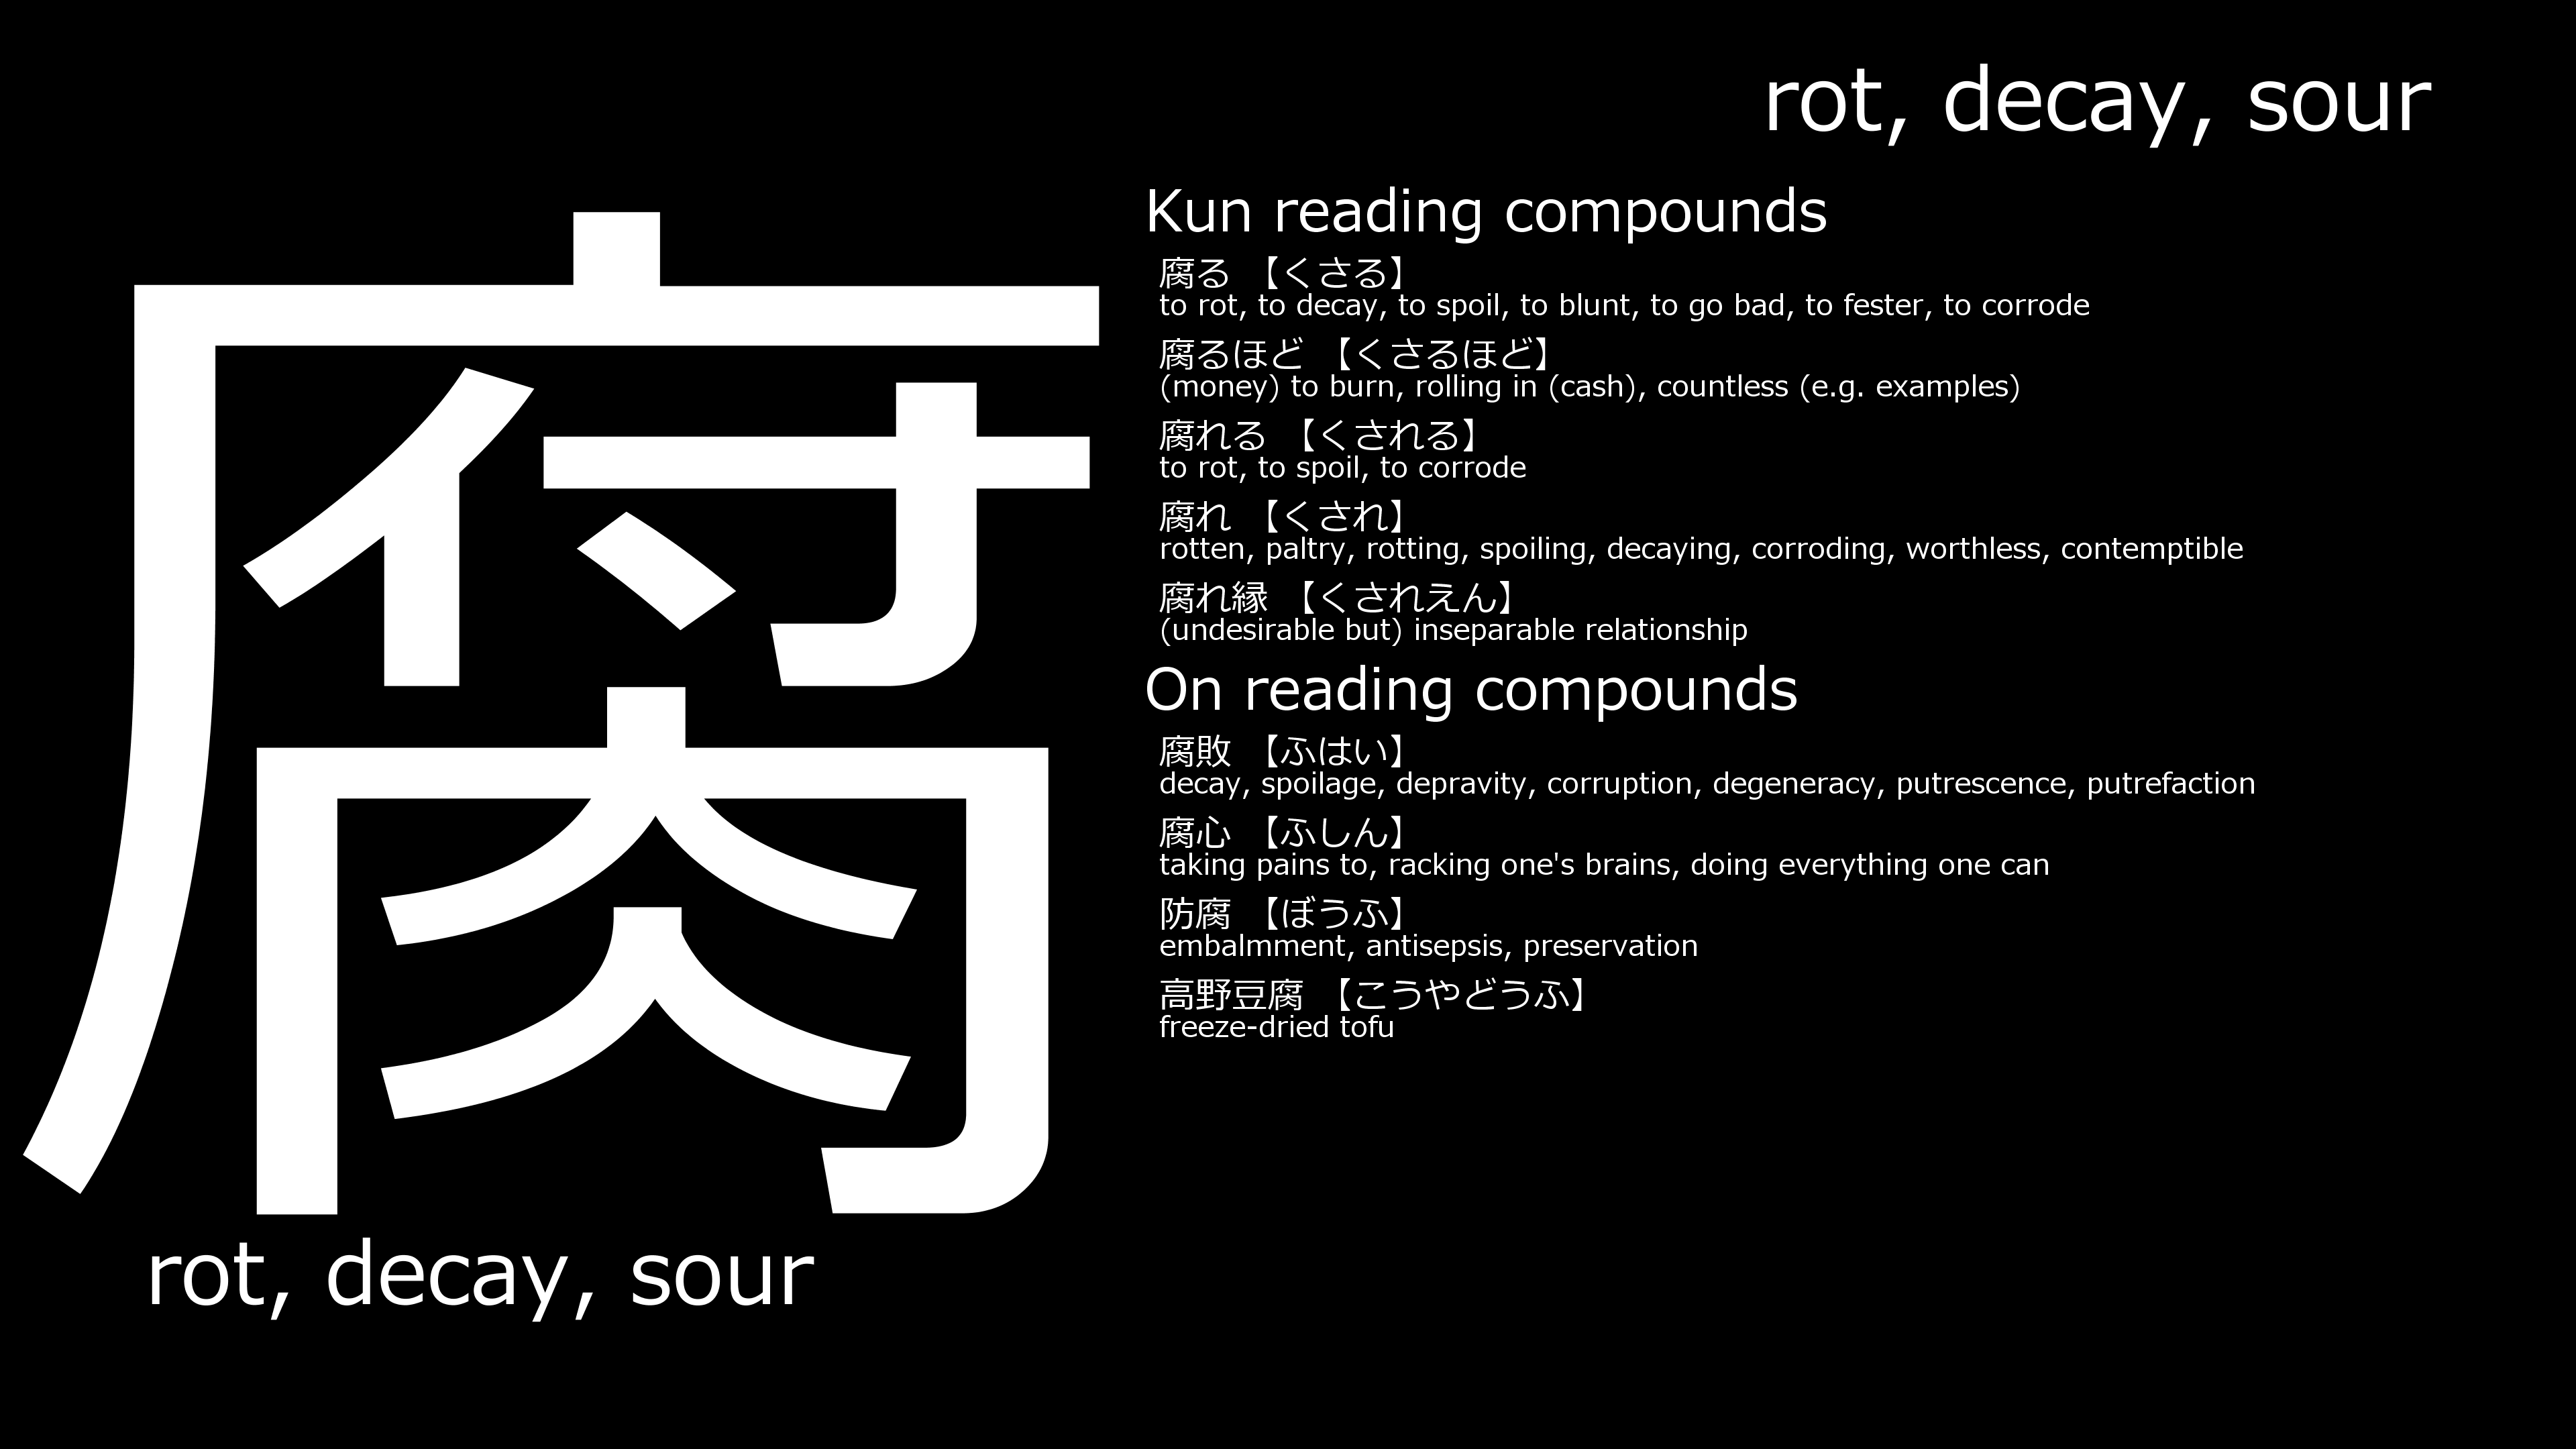 rot, decay, sour
腐
rot, decay, sour
Kun reading compounds
腐る 【くさる】
to rot, to decay, to spoil, to blunt, to go bad, to fester, to corrode
腐るほど 【くさるほど】
(money) to burn, rolling in (cash), countless (e.g. examples)
腐れる 【くされる】
to rot, to spoil, to corrode
腐れ 【くされ】
rotten, paltry, rotting, spoiling, decaying, corroding, worthless, contemptible
腐れ縁 【くされえん】
(undesirable but) inseparable relationship
On reading compounds
腐敗 【ふはい】
decay, spoilage, depravity, corruption, degeneracy, putrescence, putrefaction
腐心 【ふしん】
taking pains to, racking one's brains, doing everything one can
防腐 【ぼうふ】
embalmment, antisepsis, preservation
高野豆腐 【こうやどうふ】
freeze-dried tofu